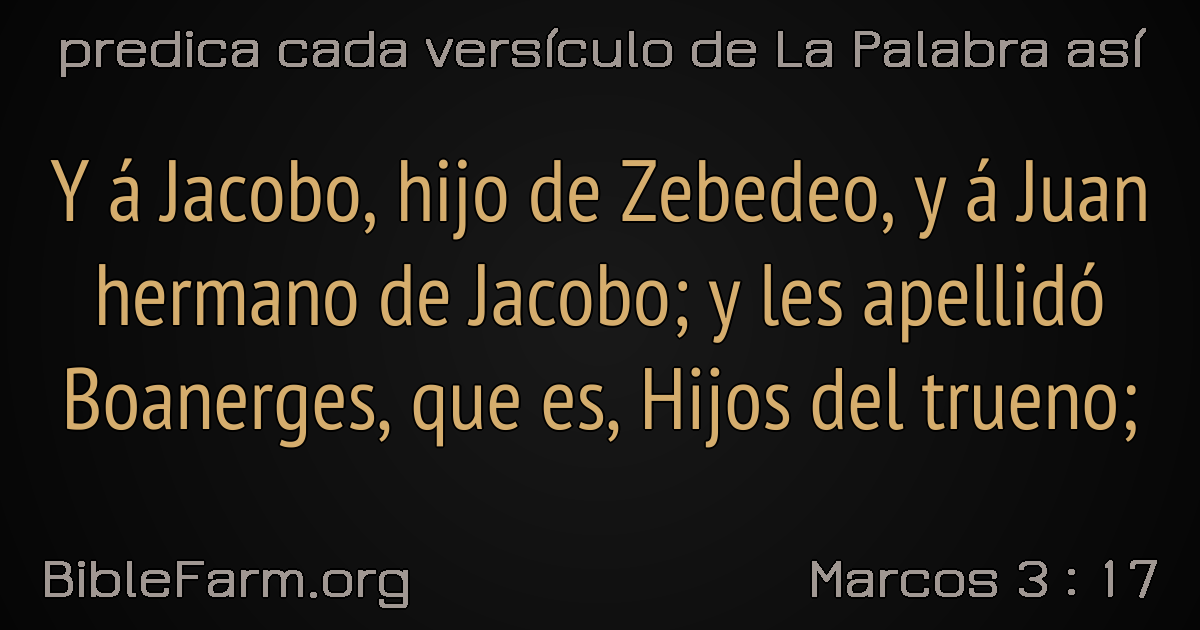 predica cada versículo de La Palabra así
Y á Jacobo, hijo de Zebedeo, y á Juan
hermano de Jacobo; y les apellidó
Boanerges, que es, Hijos del trueno;
BibleFarm.org
Marcos 3 : 17